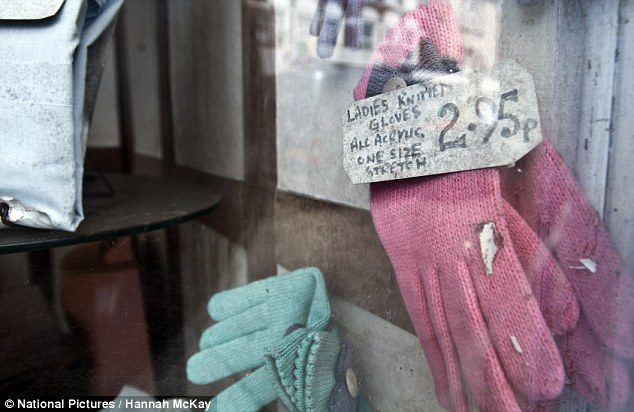 LADIES KNITTED
GLOVES
ALL ACRYLIC
ONE SIZE
STRETCH
2.95p
© National Pictures / Hannah McKay